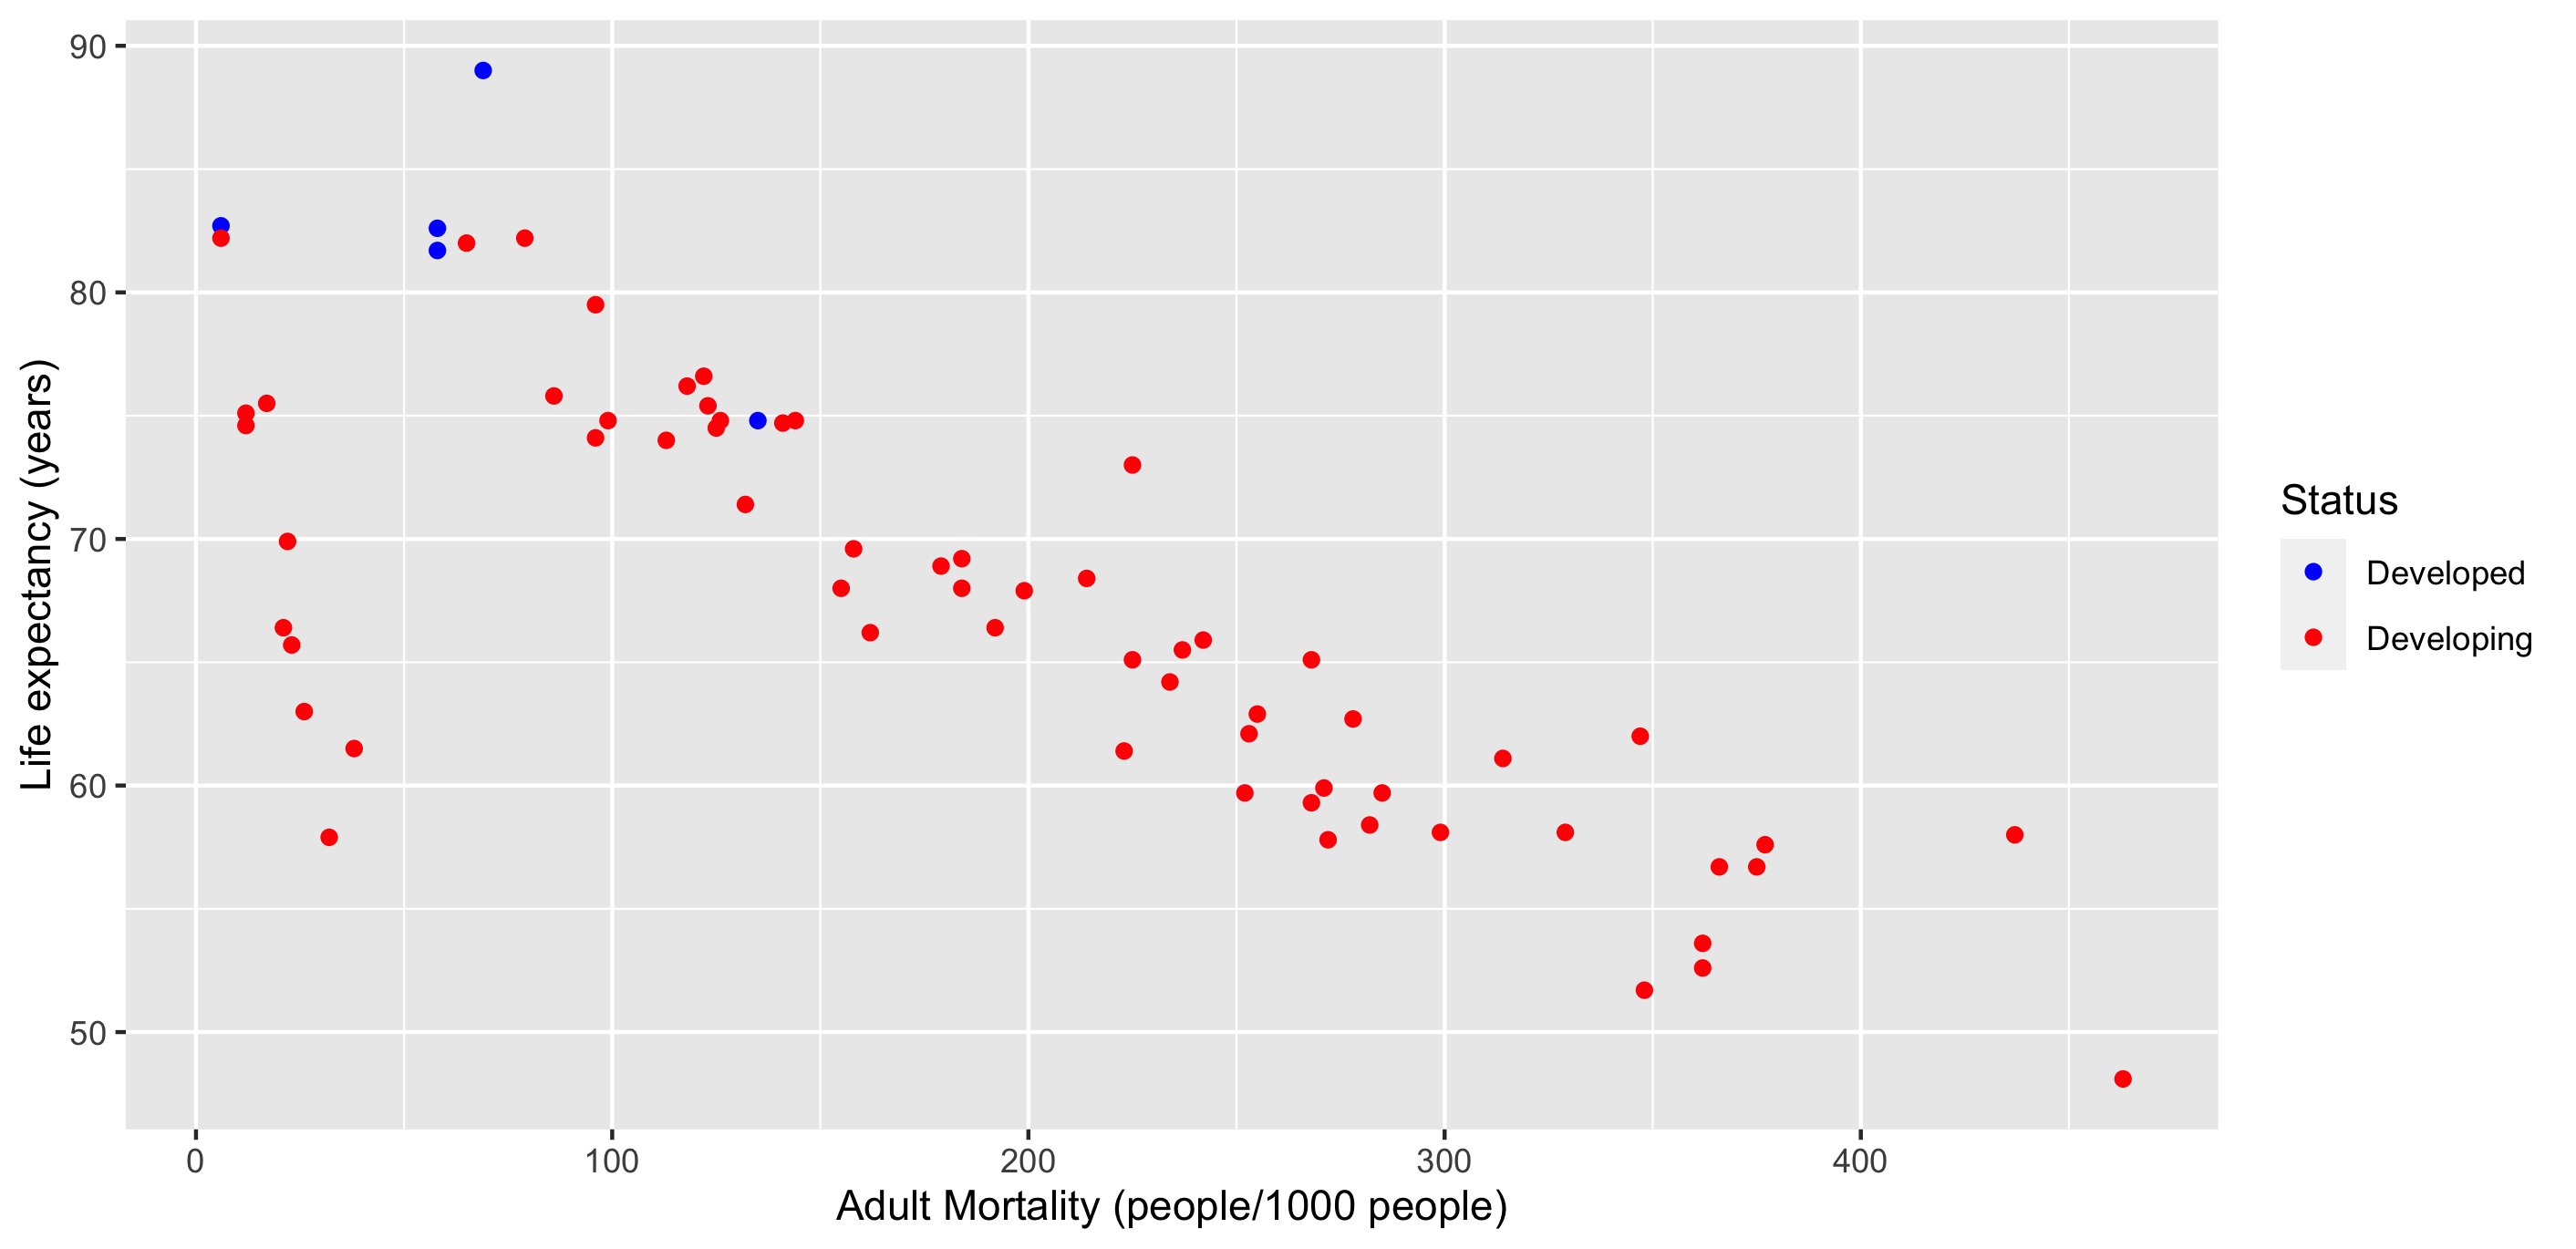 90
80
70
60
50
Life expectancy (years)
0 100 200 300 400
Adult Mortality (people/1000 people)
Status
Developed
Developing